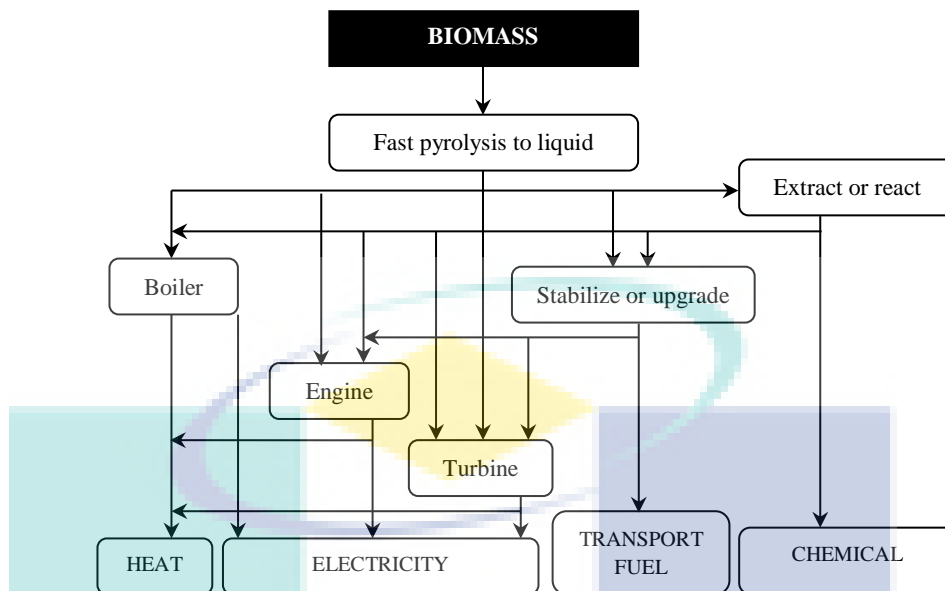 BIOMASS
Fast pyrolysis to liquid
Extract or react
Boiler
Stabilize or upgrade
Engine
Turbine
HEAT
ELECTRICITY
TRANSPORT
FUEL
CHEMICAL